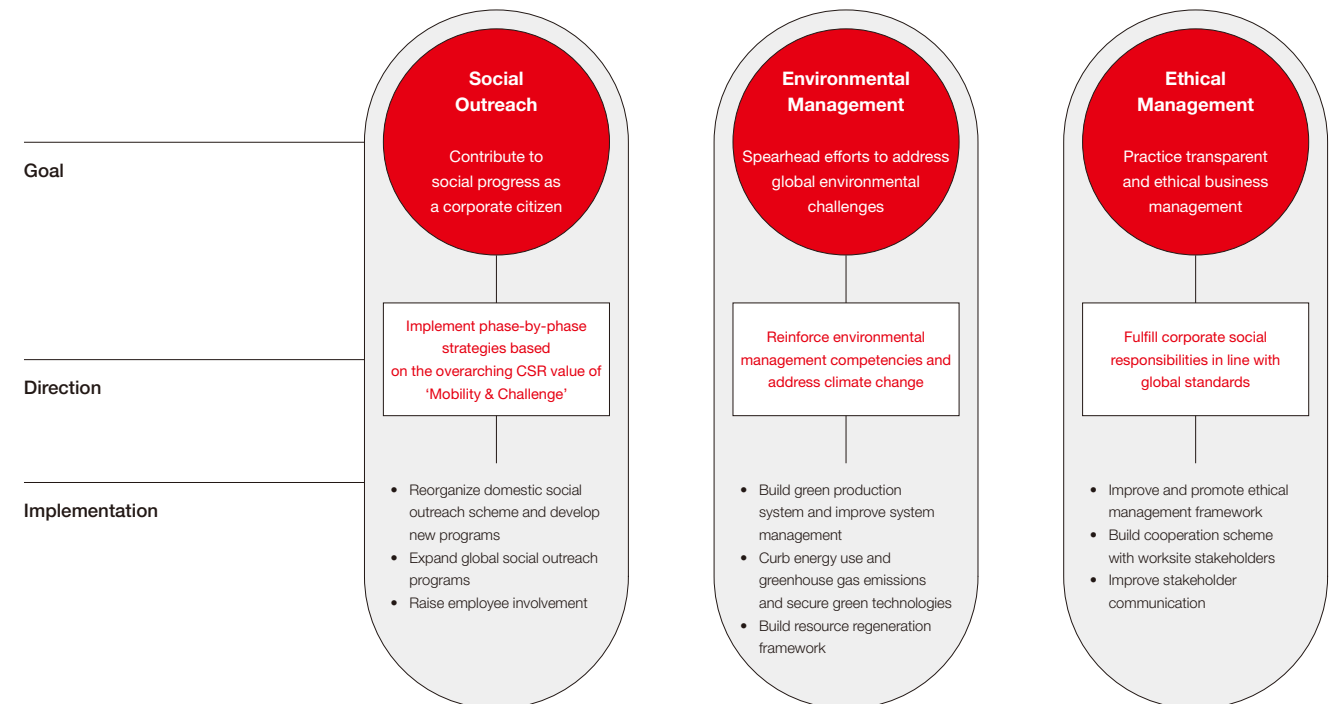 Goal
Direction
Implementation
Social
Outreach
Contribute to
social progress as
a corporate citizen
Implement phase-by-phase
strategies based
on the overarching CSR value of
‘Mobility & Challenge’
• Reorganize domestic social
outreach scheme and develop
new programs
• Expand global social outreach
programs
• Raise employee involvement
Environmental
Management
Spearhead efforts to address
global environmental
challenges
Reinforce environmental
management competencies and
address climate change
• Build green production
system and improve system
management
• Curb energy use and
greenhouse gas emissions
and secure green technologies
• Build resource regeneration
framework
Ethical
Management
Practice transparent
and ethical business
management
Fulfill corporate social
responsibilities in line with
global standards
• Improve and promote ethical
management framework
• Build cooperation scheme
with worksite stakeholders
• Improve stakeholder
communication